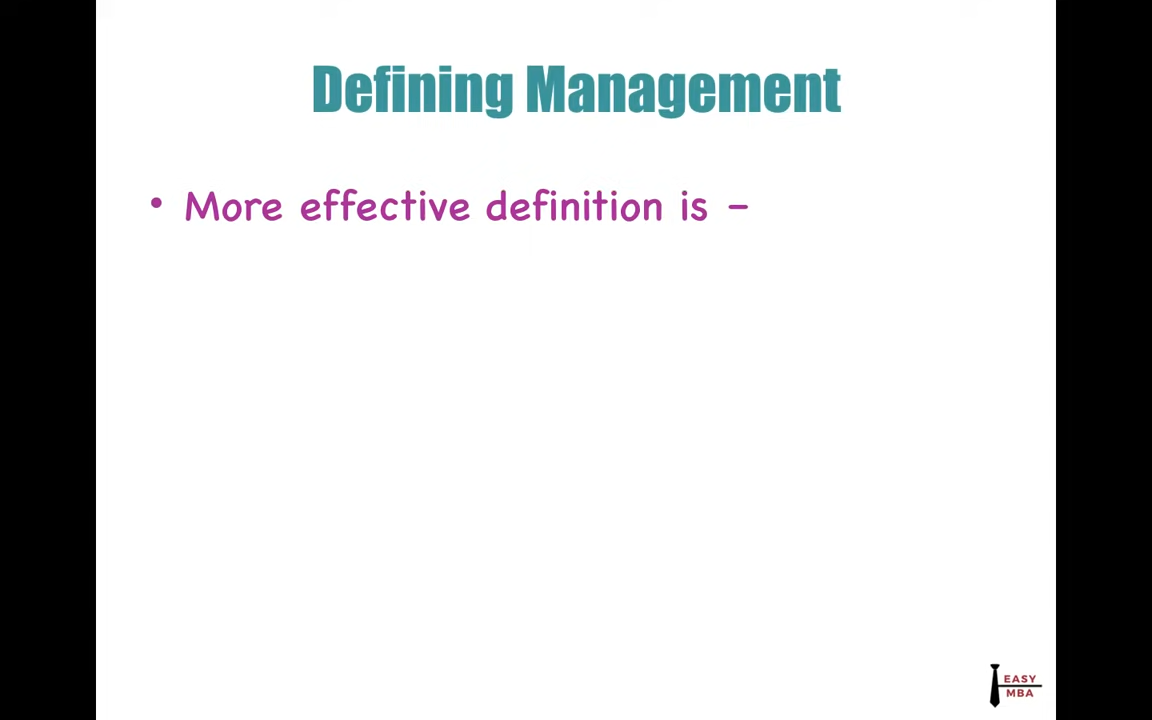 Defining Management
• More effective definition is –
EASY
MBA